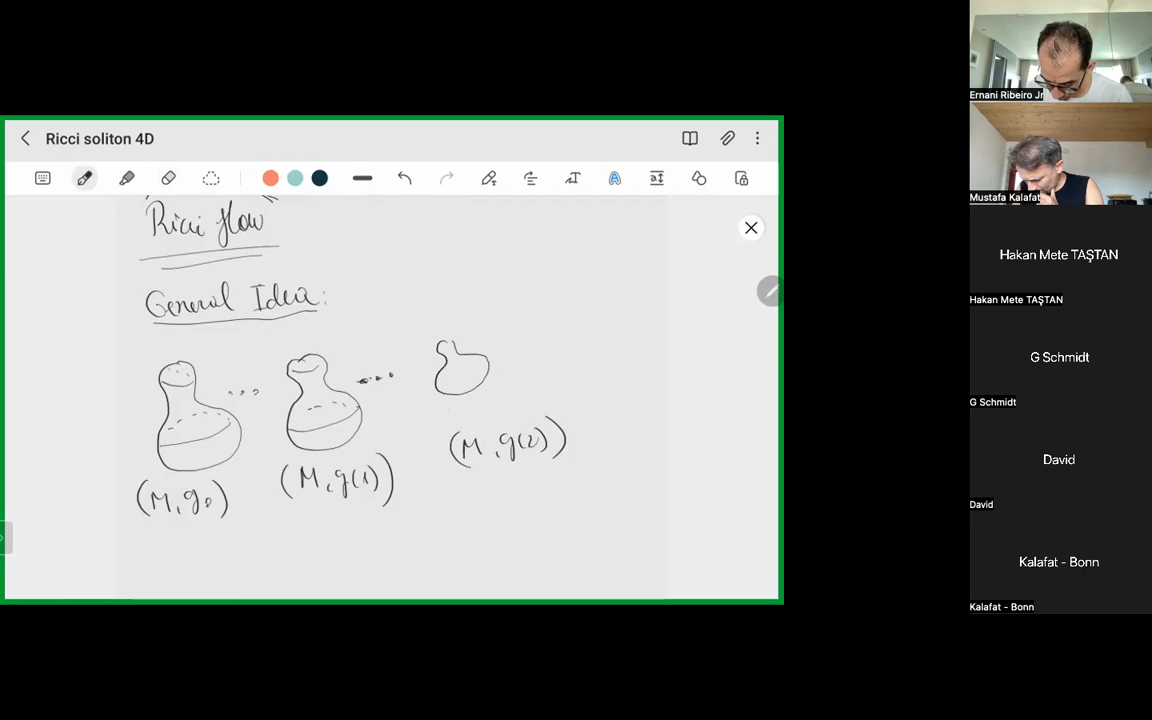 Ricci soliton 4D
Ricci flow
General Idea:
(M, g₀)
(M, g(1))
(M, g(2))
Ernani Ribeiro Jr
Mustafa Kalafat
Hakan Mete TAŞTAN
Hakan Mete TAŞTAN
G Schmidt
G Schmidt
David
David
Kalafat - Bonn
Kalafat - Bonn